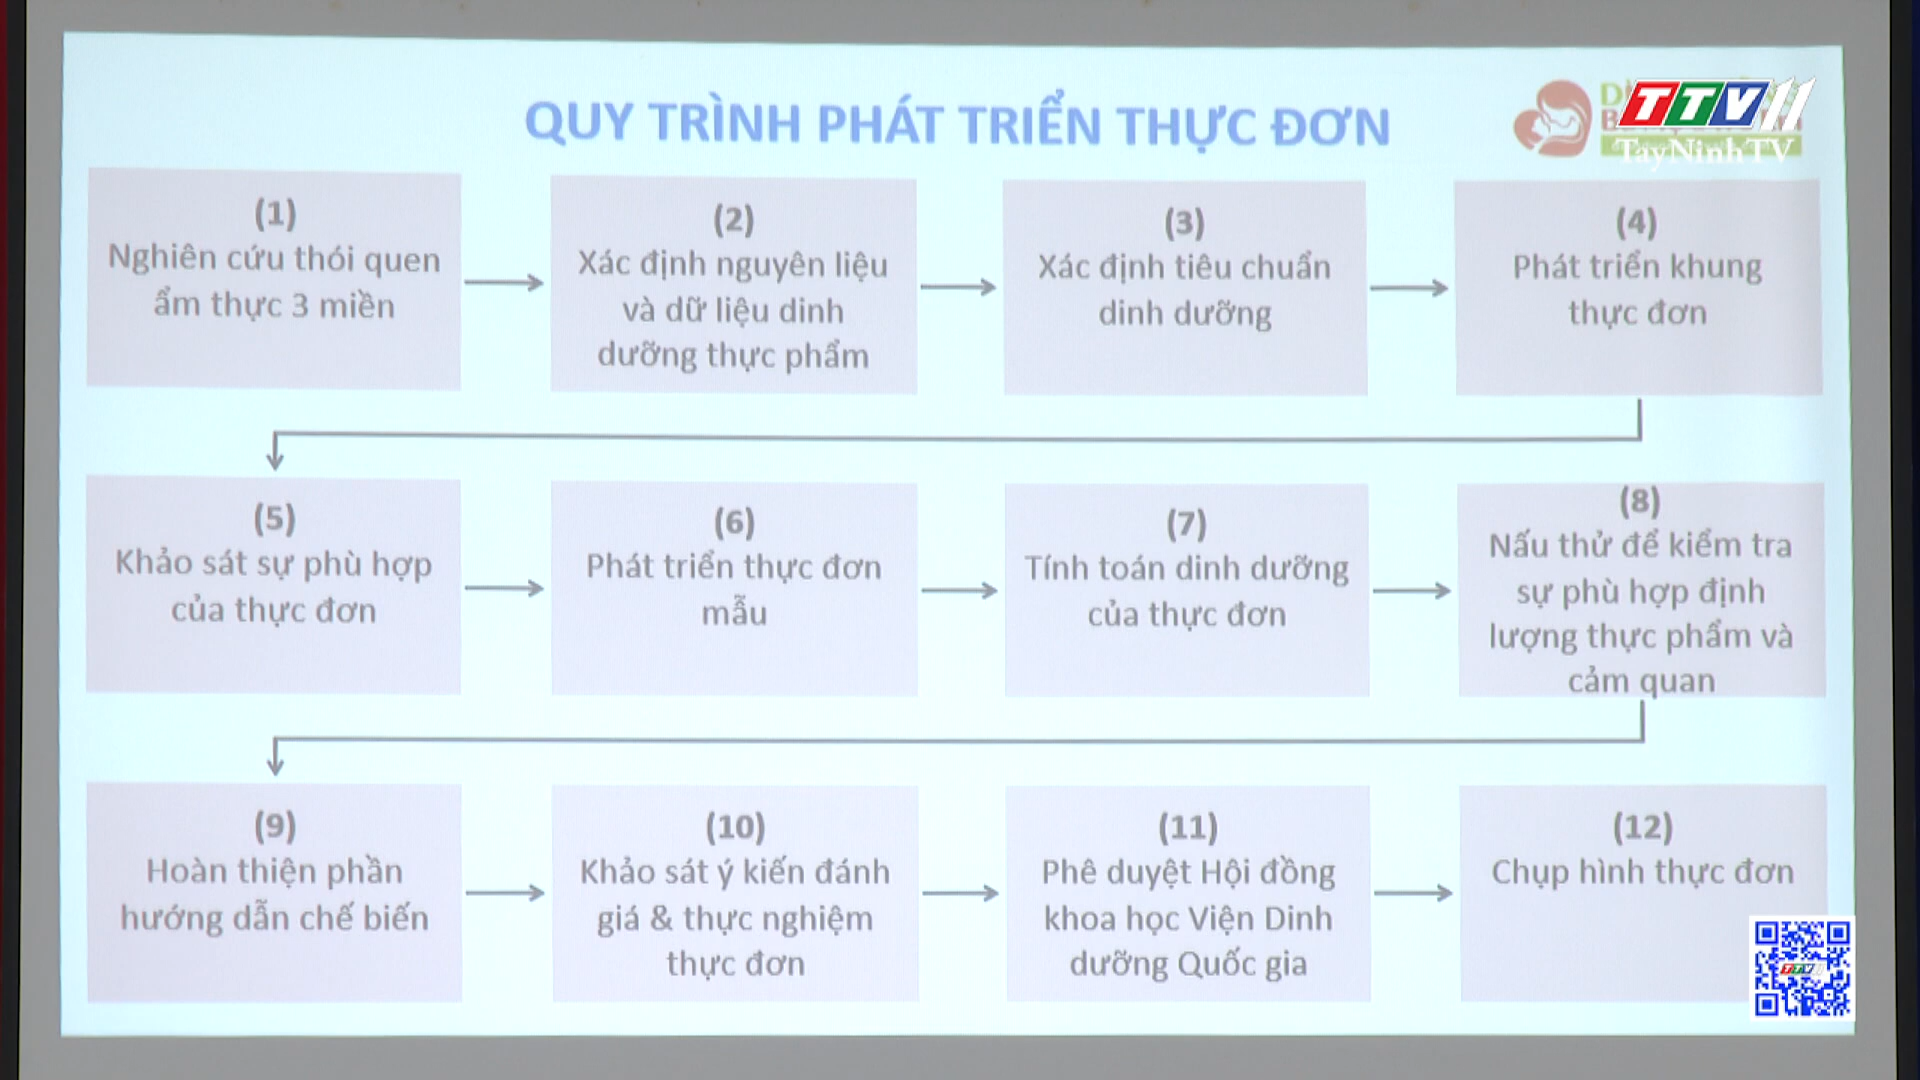 QUY TRÌNH PHÁT TRIỂN THỰC ĐƠN
TTV11
TayNinhTV
(1)
Nghiên cứu thói quen
ẩm thực 3 miền
(2)
Xác định nguyên liệu
và dữ liệu dinh
dưỡng thực phẩm
(3)
Xác định tiêu chuẩn
dinh dưỡng
(4)
Phát triển khung
thực đơn
(5)
Khảo sát sự phù hợp
của thực đơn
(6)
Phát triển thực đơn
mẫu
(7)
Tính toán dinh dưỡng
của thực đơn
(8)
Nấu thử để kiểm tra
sự phù hợp định
lượng thực phẩm và
cảm quan
(9)
Hoàn thiện phần
hướng dẫn chế biến
(10)
Khảo sát ý kiến đánh
giá & thực nghiệm
thực đơn
(11)
Phê duyệt Hội đồng
khoa học Viện Dinh
dưỡng Quốc gia
(12)
Chụp hình thực đơn
TTV11